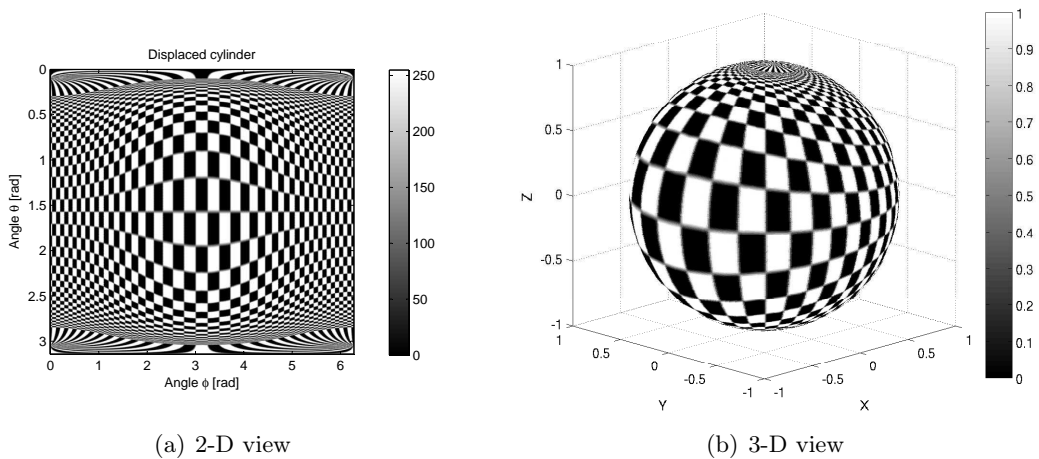 Displaced cylinder
0
0.5
1
1.5
2
2.5
3
Angle θ [rad]
0 1 2 3 4 5 6
Angle ϕ [rad]
250
200
150
100
50
0
(a) 2-D view
1
0.5
0
-0.5
-1
Z
1 0.5 0 -0.5 -1
Y
-1 -0.5 0 0.5 1
X
1
0.9
0.8
0.7
0.6
0.5
0.4
0.3
0.2
0.1
0
(b) 3-D view